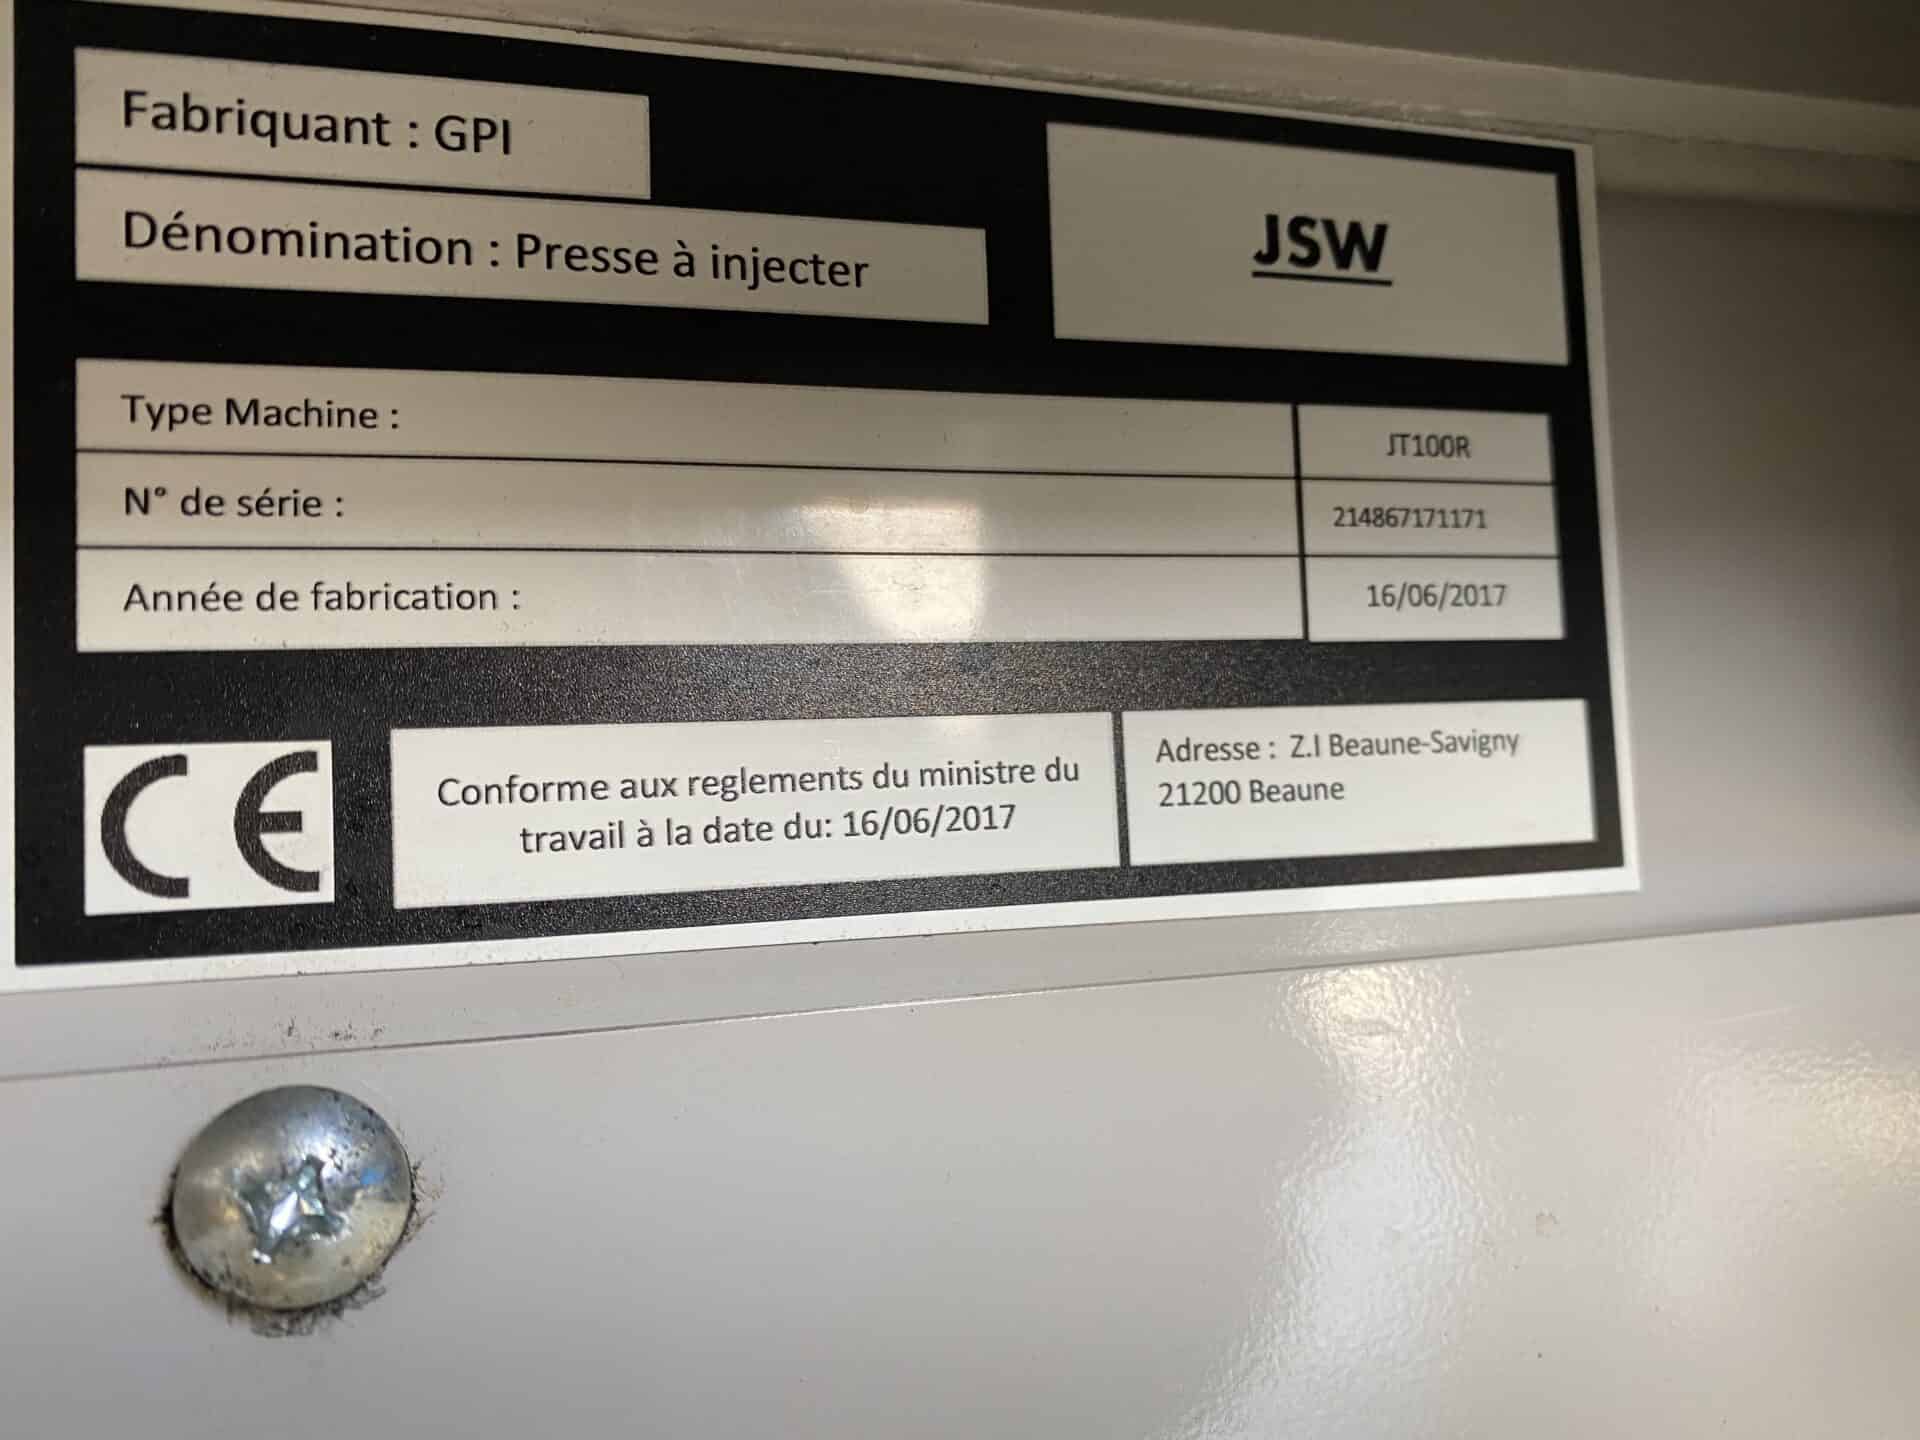 Fabriquant : GPI
JSW
Dénomination : Presse à injecter
Type Machine : JT100R
N° de série : 214867171171
Année de fabrication : 16/06/2017
CE
Conforme aux reglements du ministre du
travail à la date du: 16/06/2017
Adresse : Z.I Beaune-Savigny
21200 Beaune